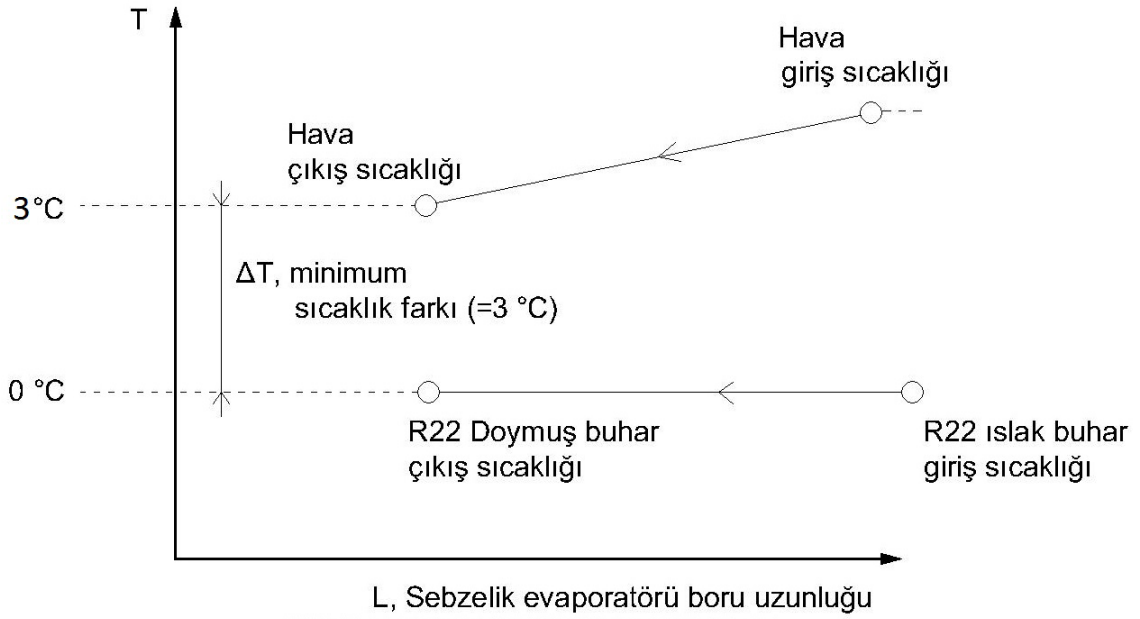 T
Hava
giriş sıcaklığı
Hava
çıkış sıcaklığı
3°C
ΔT, minimum
sıcaklık farkı (=3 °C)
0 °C
R22 Doymuş buhar
çıkış sıcaklığı
R22 ıslak buhar
giriş sıcaklığı
L, Sebzelik evaporatörü boru uzunluğu